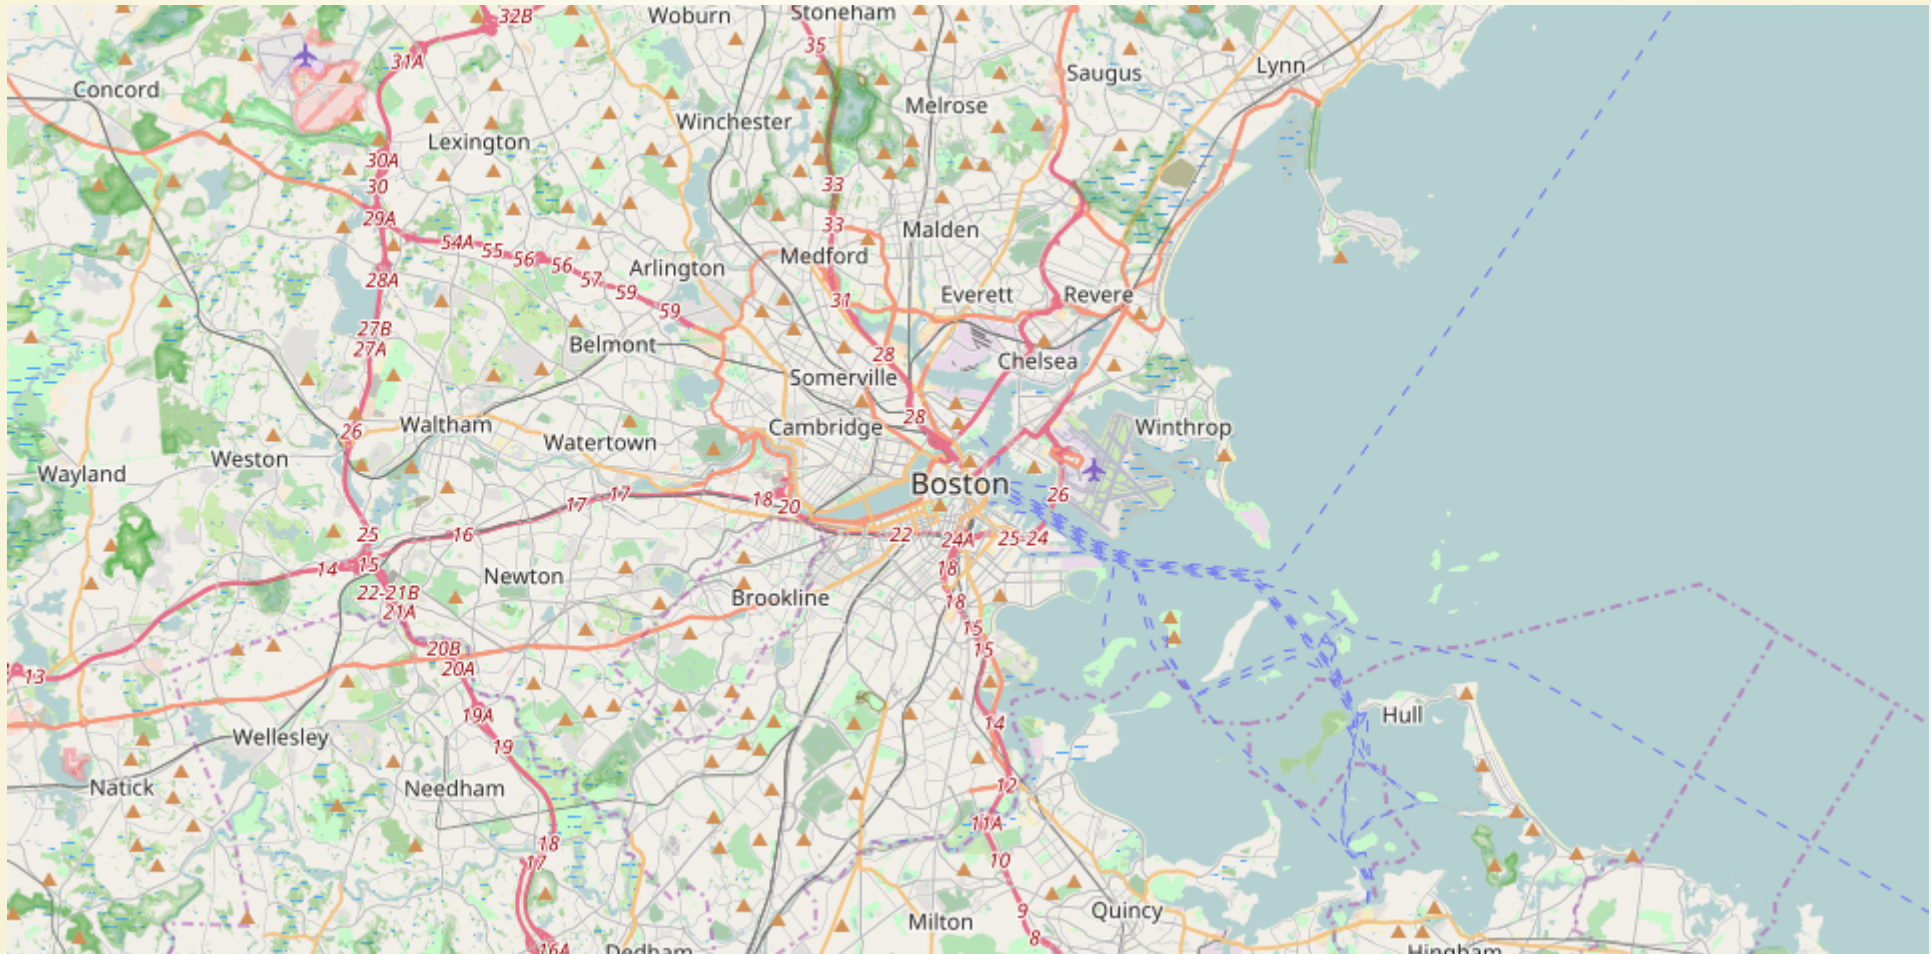 32B
Woburn
Stoneham
31A
35
Saugus
Lynn
Concord
Melrose
Winchester
Lexington
30A
30
33
29A
33
Malden
54A
55
56
56
Medford
Arlington
57
28A
59
Everett
Revere
31
59
27B
27A
Belmont
28
Chelsea
Somerville
28
Waltham
Cambridge
Winthrop
26
Watertown
Weston
Wayland
Boston
17
17
18
26
20
25
16
22
24A
25-24
14
15
18
Newton
22-21B
Brookline
18
21A
15
20B
15
20A
13
19A
Hull
14
Wellesley
19
12
Natick
Needham
11A
18
17
10
9
Quincy
Milton
8
16A
Dedham
Hingham